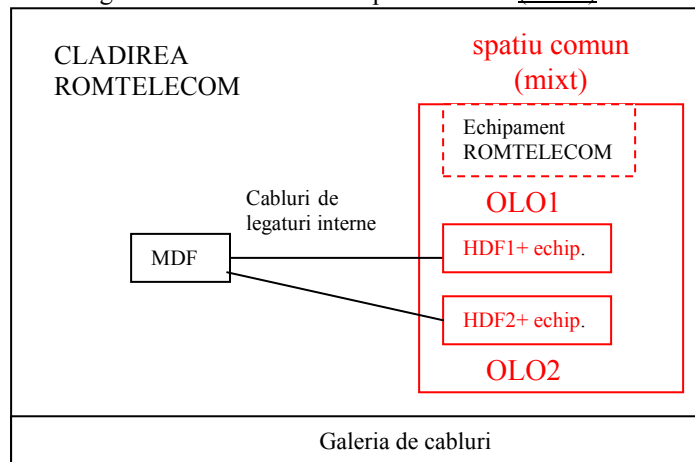 CLADIREA
ROMTELECOM
spatiu comun
(mixt)
Echipament
ROMTELECOM
OLO1
Cabluri de
legaturi interne
MDF
HDF1+ echip.
HDF2+ echip.
OLO2
Galeria de cabluri